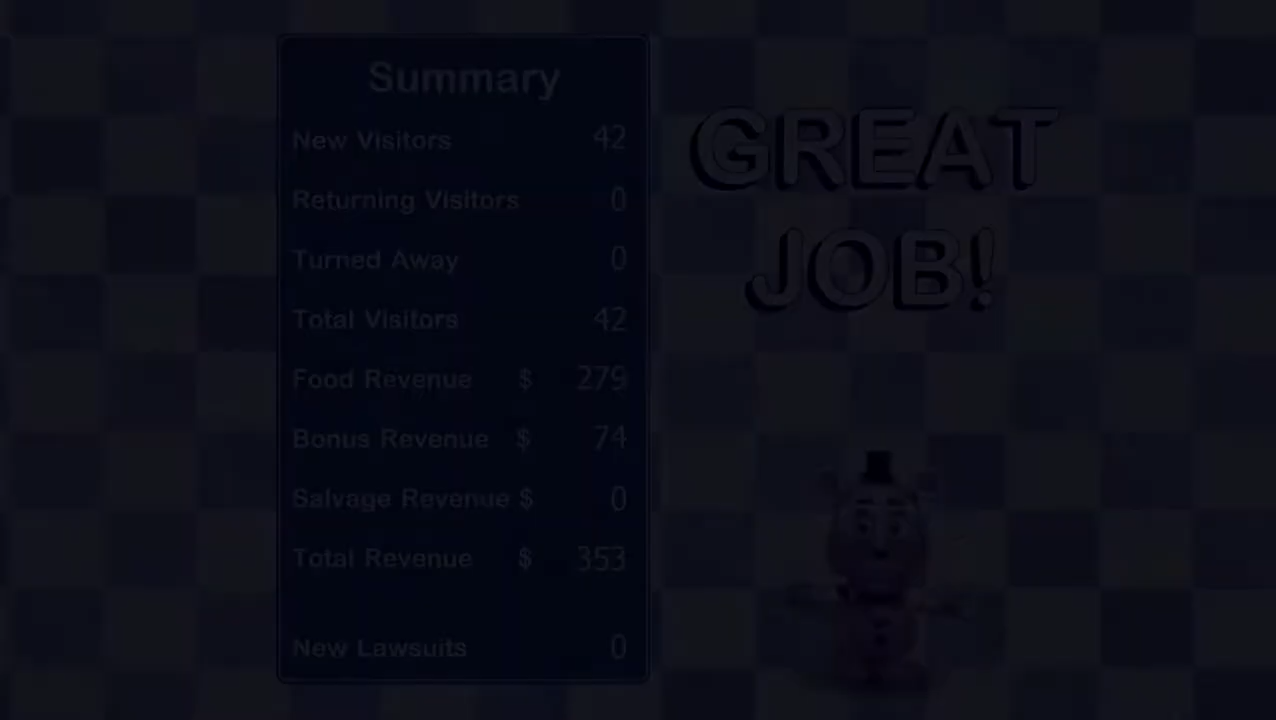 Summary
New Visitors 42
Returning Visitors 0
Turned Away 0
Total Visitors 42
Food Revenue $ 279
Bonus Revenue $ 74
Salvage Revenue $ 0
Total Revenue $ 353
New Lawsuits 0
GREAT
JOB!